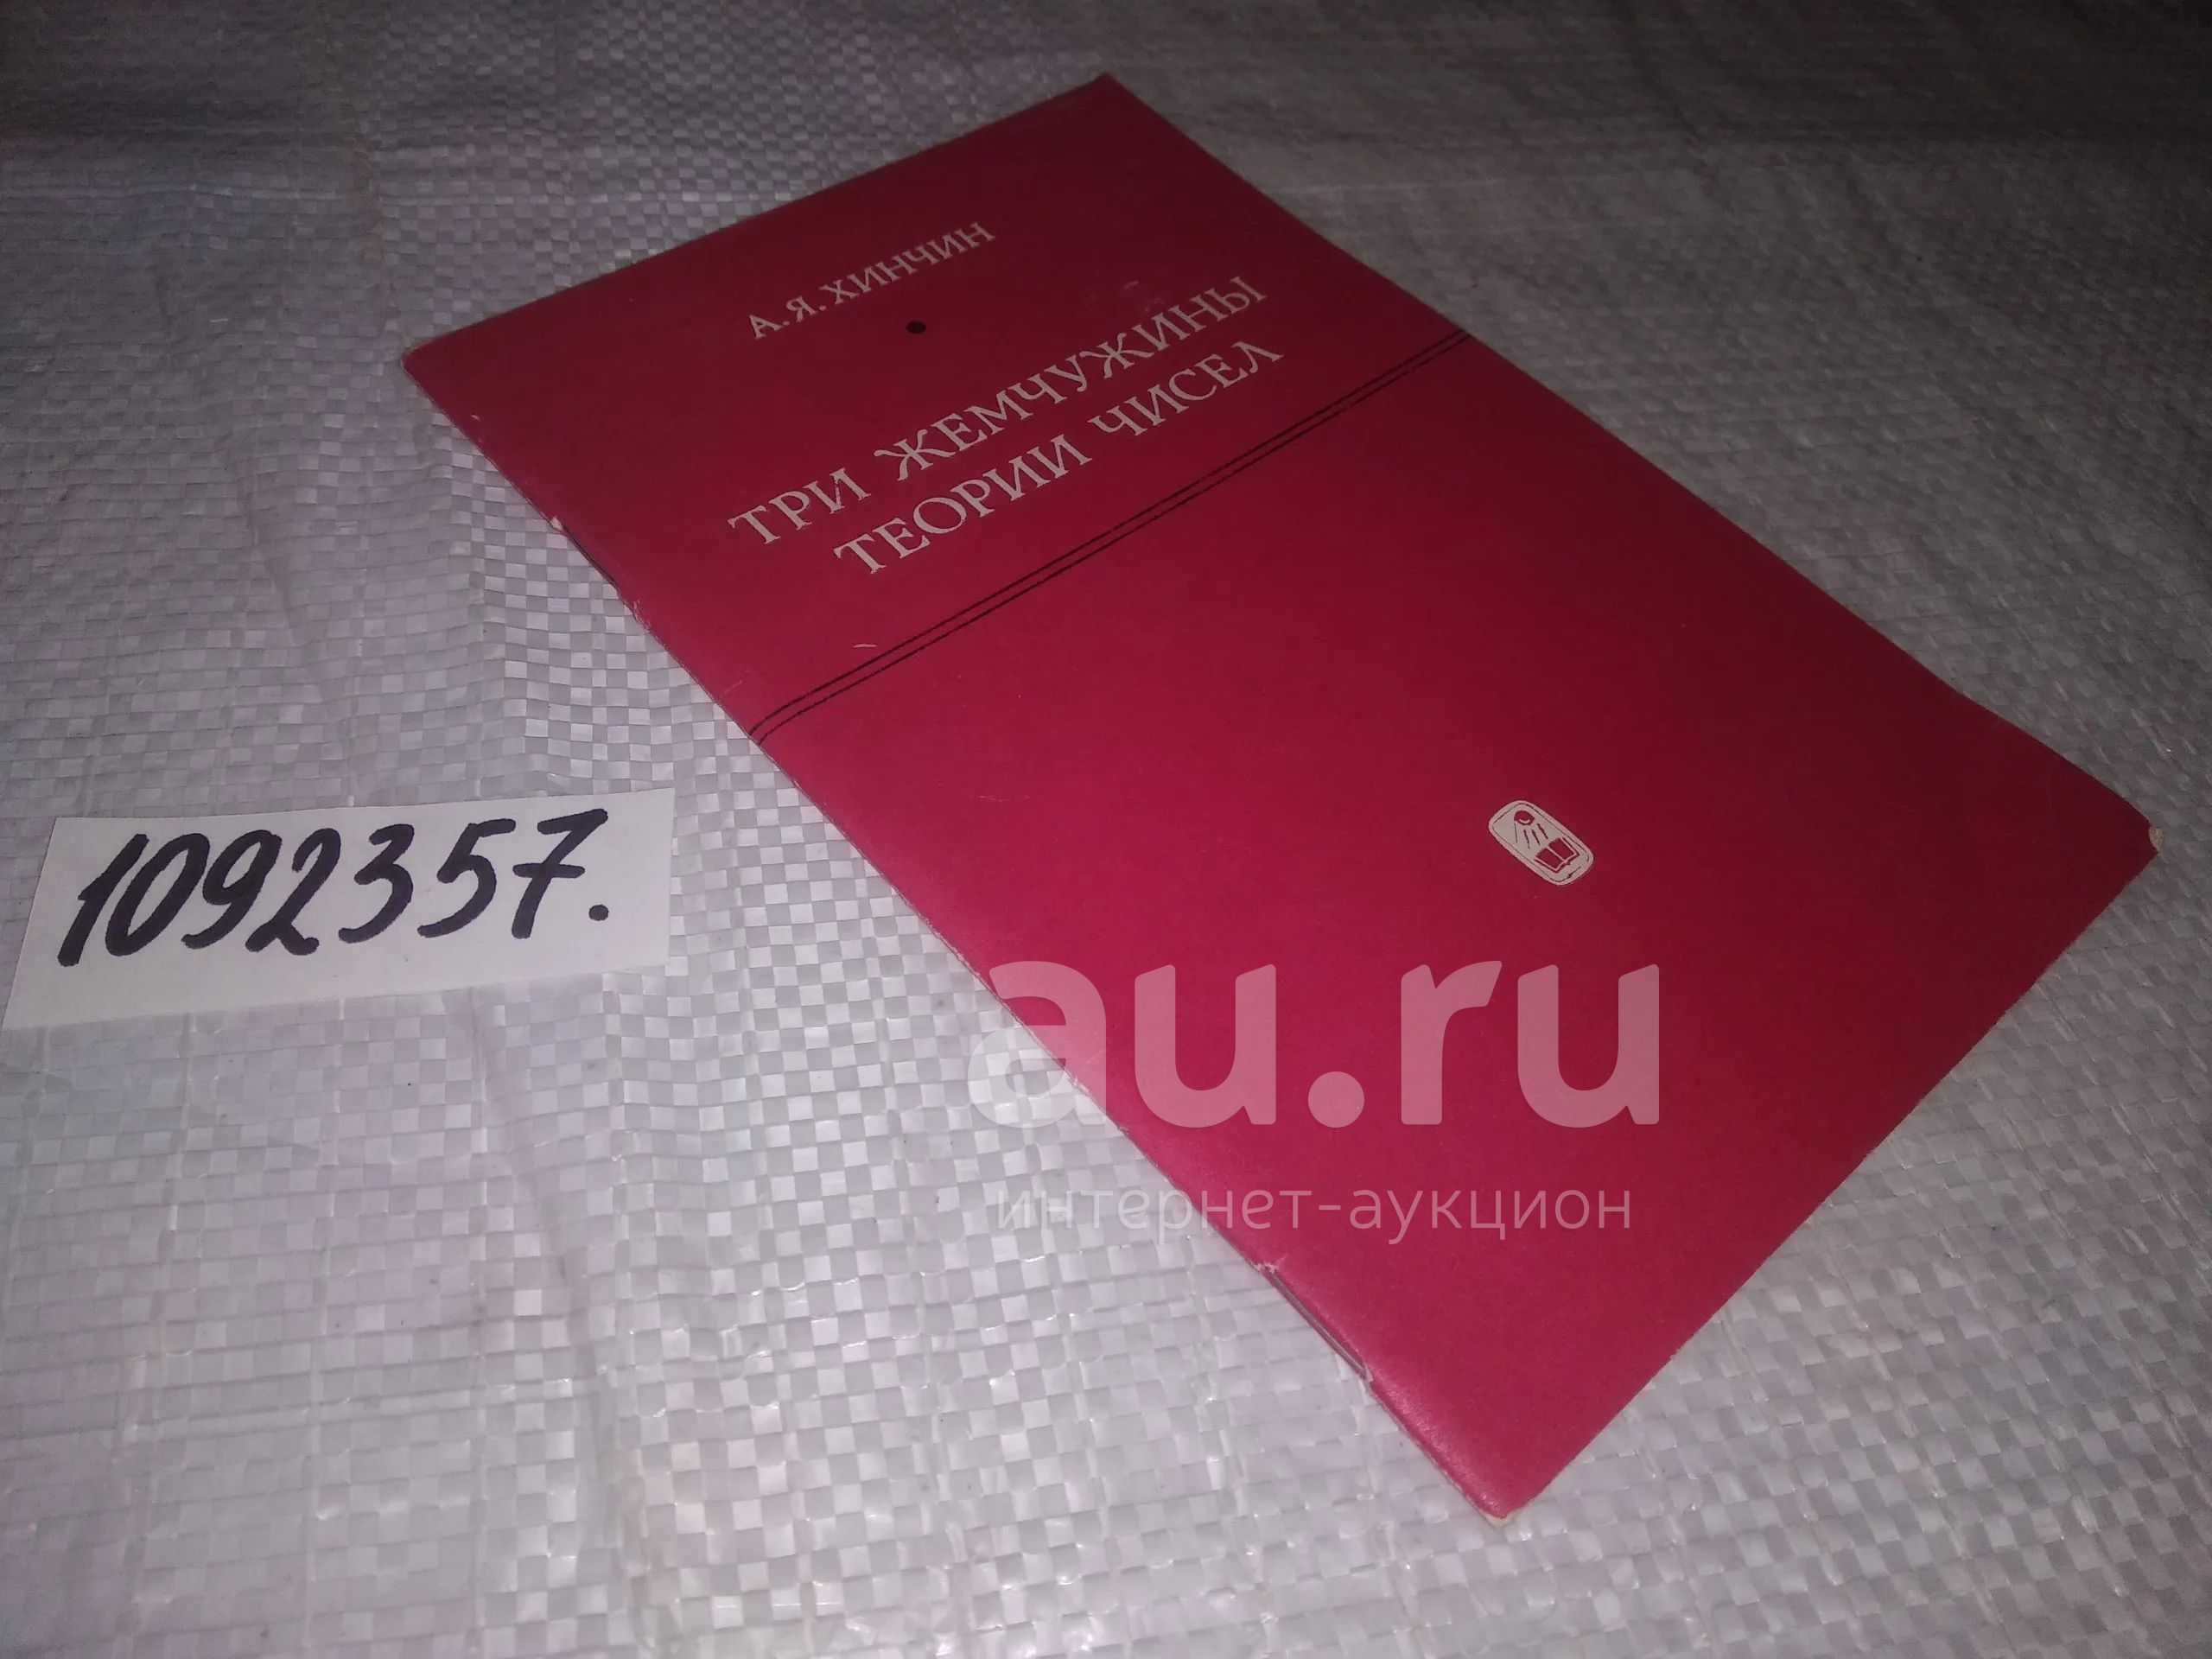 А. Я. ХИНЧИН
ТРИ ЖЕМЧУЖИНЫ
ТЕОРИИ ЧИСЕЛ
1092357.
au.ru
интернет-аукцион